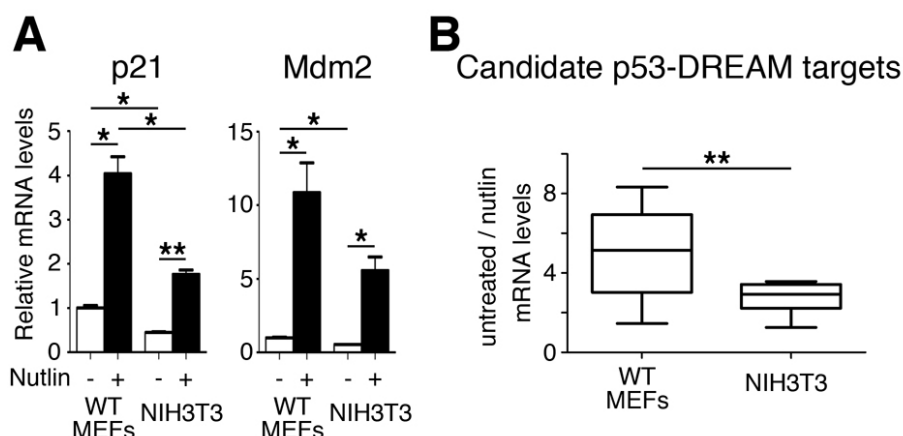 A
B
p21
Mdm2
Candidate p53-DREAM targets
Relative mRNA levels
5
4
3
2
1
0
*
*
*
**
15
10
5
0
*
*
*
Nutlin - + - + - + - +
WT
MEFs
NIH3T3
WT
MEFs
NIH3T3
untreated / nutlin
mRNA levels
8
4
0
**
WT
MEFs
NIH3T3